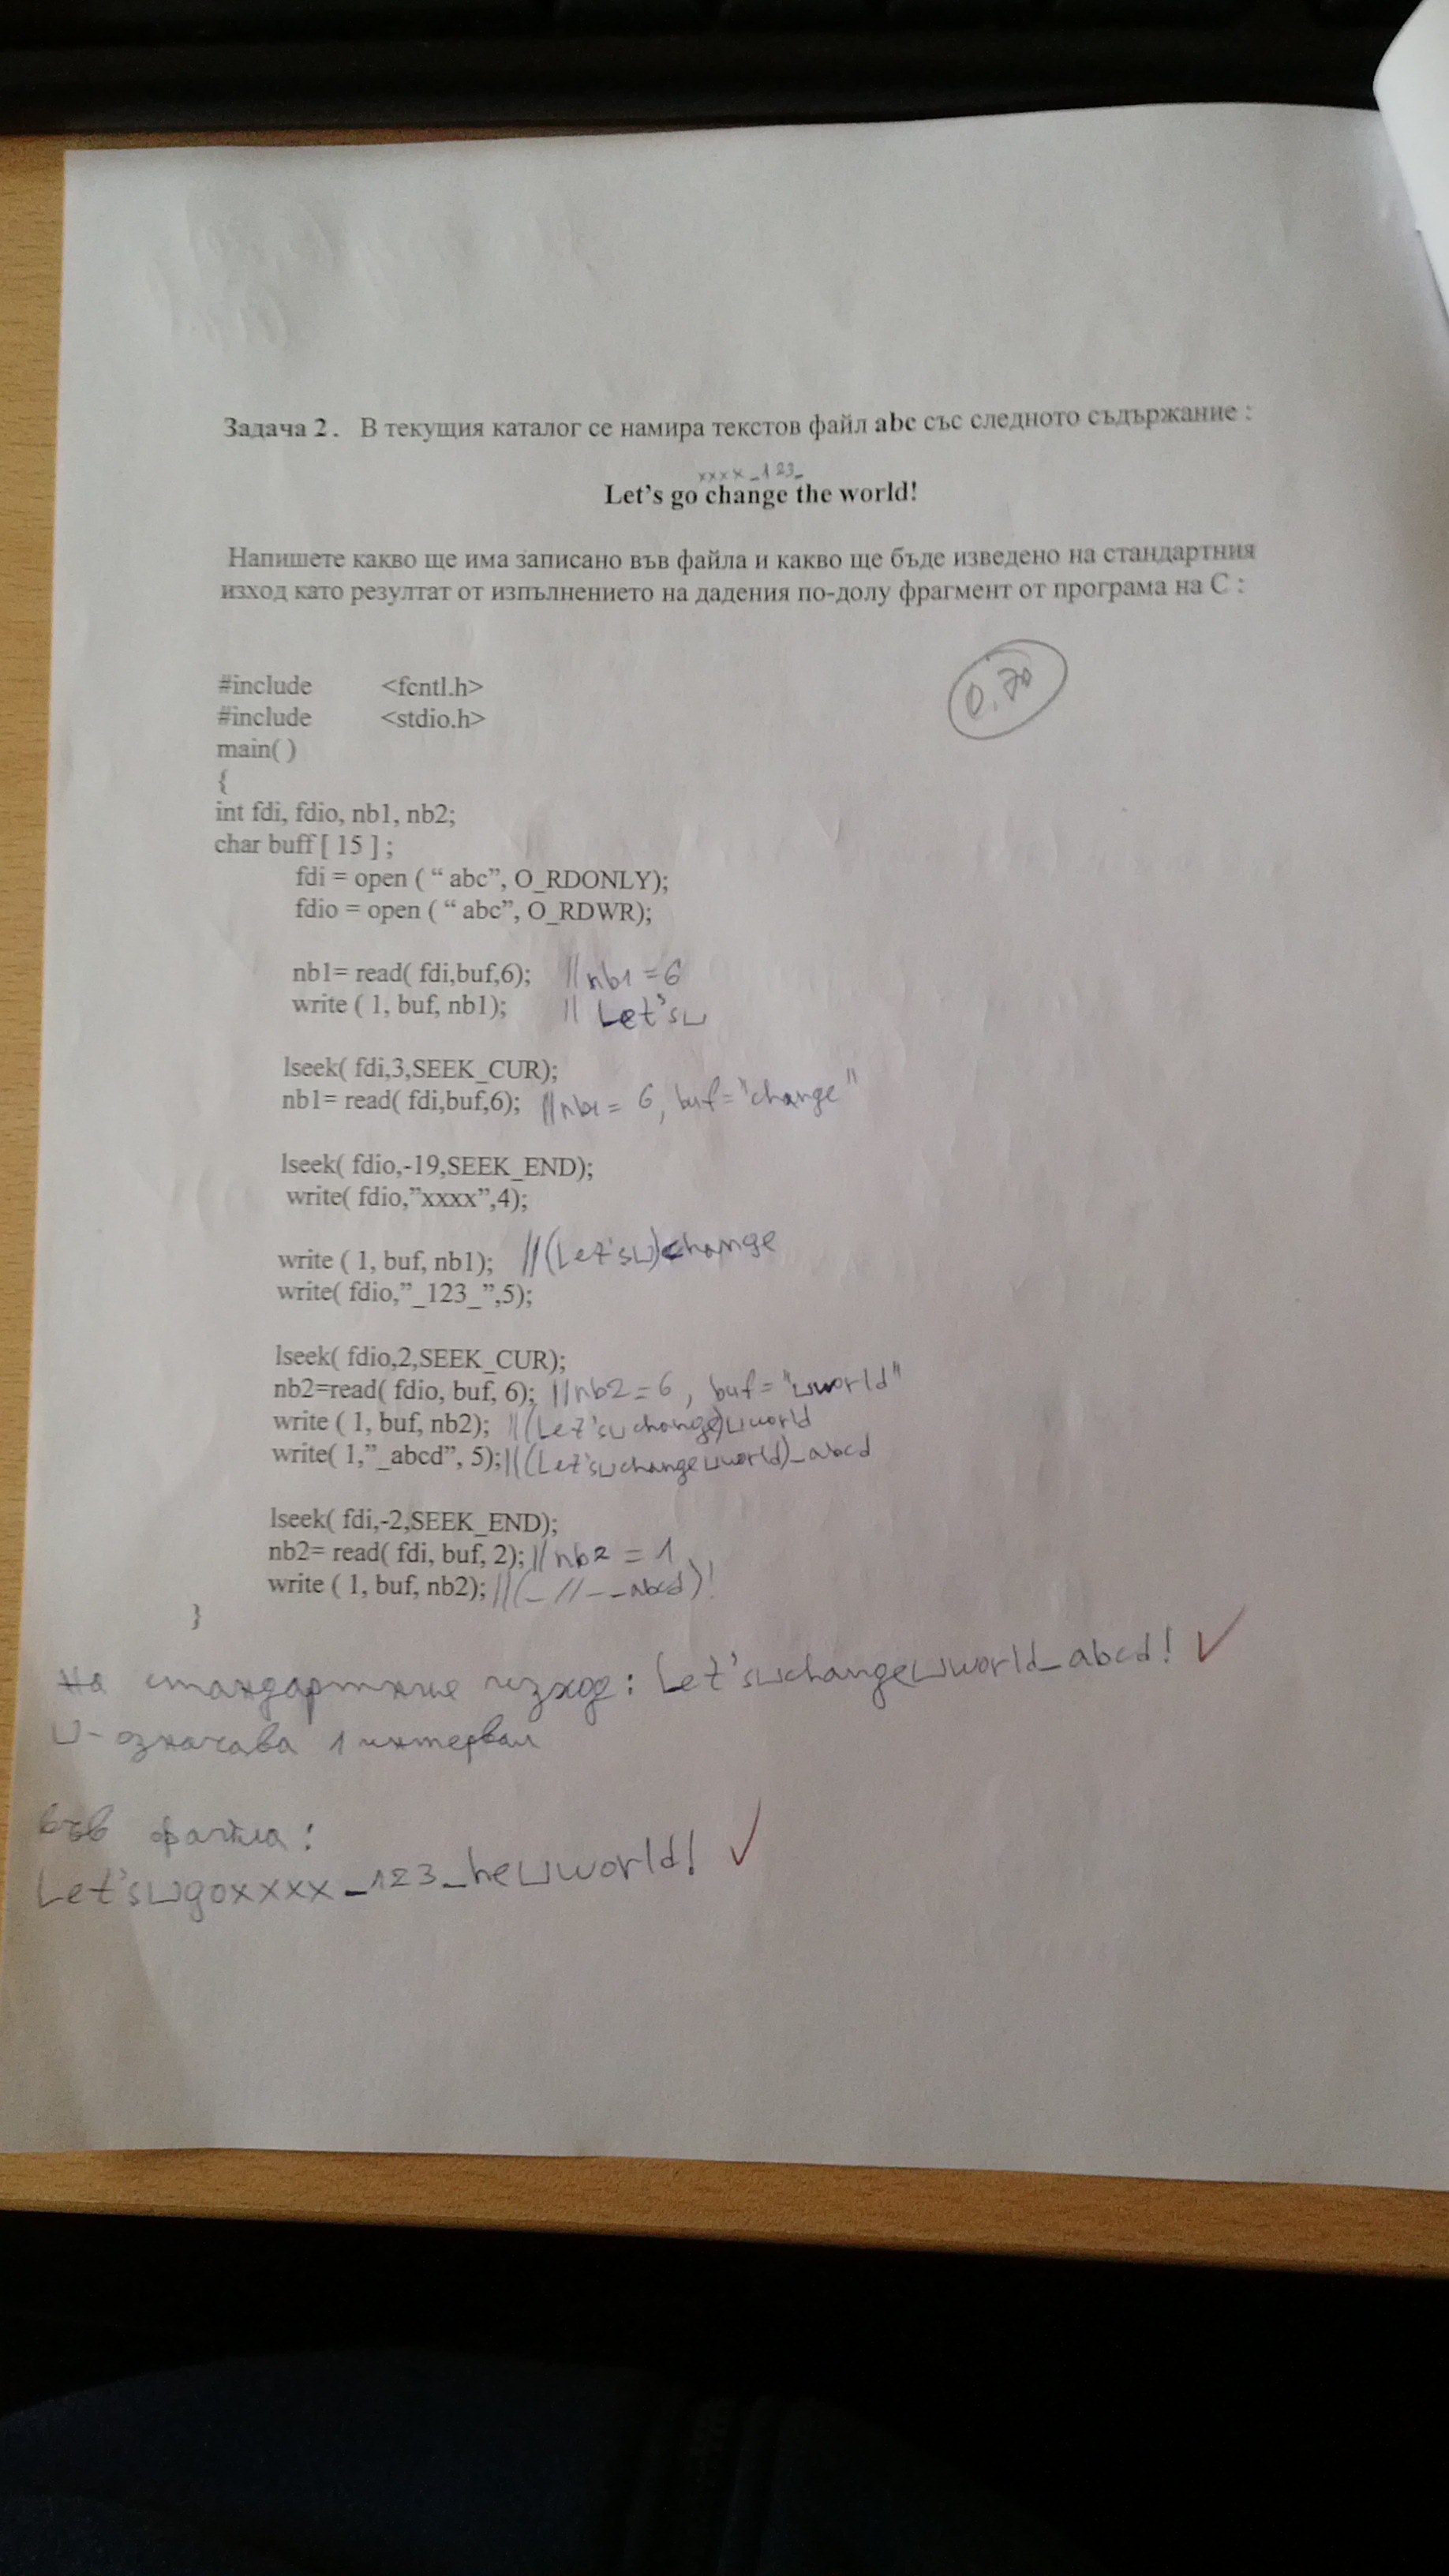 Задача 2. В текущия каталог се намира текстов файл abc със следното съдържание :
xxxx_123_
Let's go change the world!
Напишете какво ще има записано във файла и какво ще бъде изведено на стандартния
изход като резултат от изпълнението на дадения по-долу фрагмент от програма на C :
0,70
#include <fcntl.h>
#include <stdio.h>
main( )
{
int fdi, fdio, nb1, nb2;
char buff [ 15 ] ;
fdi = open ( “ abc”, O_RDONLY);
fdio = open ( “ abc”, O_RDWR);
nb1= read( fdi,buf,6); //nb1 = 6
write ( 1, buf, nb1); // Let's␣
lseek( fdi,3,SEEK_CUR);
nb1= read( fdi,buf,6); //nb1 = 6, buf="change"
lseek( fdio,-19,SEEK_END);
write( fdio,”xxxx”,4);
write ( 1, buf, nb1); //(Let's␣)change
write( fdio,”_123_”,5);
lseek( fdio,2,SEEK_CUR);
nb2=read( fdio, buf, 6); //nb2=6, buf="␣world"
write ( 1, buf, nb2); //(Let's␣change)␣world
write( 1,”_abcd”, 5);//(Let's␣change␣world)_abcd
lseek( fdi,-2,SEEK_END);
nb2= read( fdi, buf, 2); //nb2 = 1
write ( 1, buf, nb2); //(_ // - _abcd)!
}
на стандартния изход: Let's␣change␣world_abcd! ✓
␣- означава 1 интервал
във файла:
Let's␣goxxxx_123_he␣world! ✓